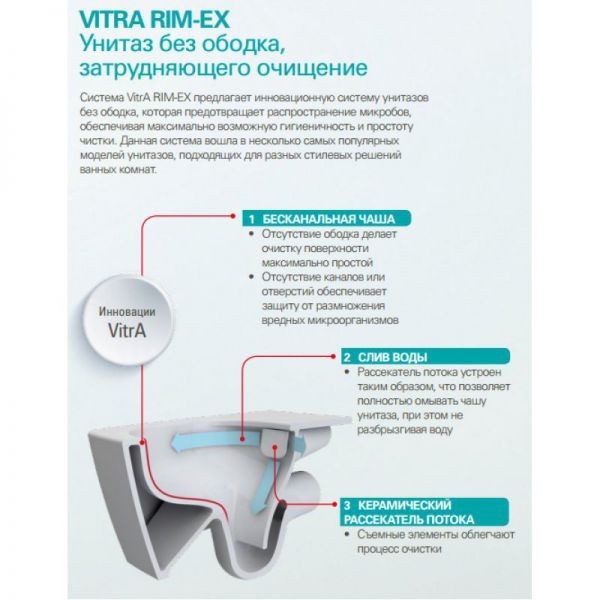 VITRA RIM-EX
Унитаз без ободка,
затрудняющего очищение
Система VitrA RIM-EX предлагает инновационную систему унитазов
без ободка, которая предотвращает распространение микробов,
обеспечивая максимально возможную гигиеничность и простоту
чистки. Данная система вошла в несколько самых популярных
моделей унитазов, подходящих для разных стилевых решений
ванных комнат.
1 БЕСКАНАЛЬНАЯ ЧАША
• Отсутствие ободка делает
очистку поверхности
максимально простой
• Отсутствие каналов или
отверстий обеспечивает
защиту от размножения
вредных микроорганизмов
Инновации
VitrA
2 СЛИВ ВОДЫ
• Рассекатель потока устроен
таким образом, что позволяет
полностью омывать чашу
унитаза, при этом не
разбрызгивая воду
3 КЕРАМИЧЕСКИЙ
РАССЕКАТЕЛЬ ПОТОКА
• Съемные элементы облегчают
процесс очистки